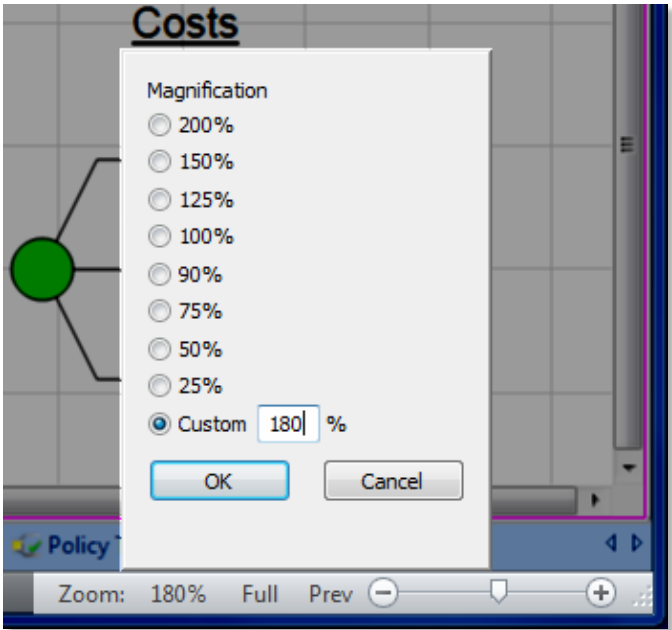 Costs
Magnification
200%
150%
125%
100%
90%
75%
50%
25%
Custom 180 %
OK Cancel
Policy
Zoom: 180% Full Prev